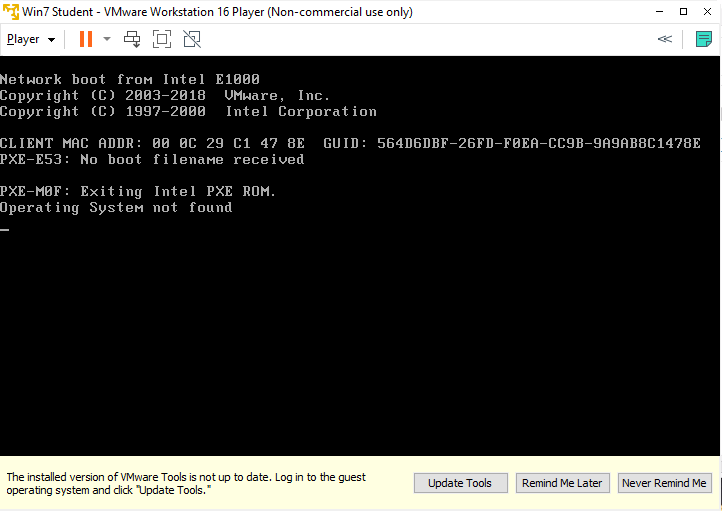 Win7 Student - VMware Workstation 16 Player (Non-commercial use only)
Player
Network boot from Intel E1000
Copyright (C) 2003-2018  VMware, Inc.
Copyright (C) 1997-2000  Intel Corporation
CLIENT MAC ADDR: 00 0C 29 C1 47 8E  GUID: 564D6DBF-26FD-F0EA-CC9B-9A9AB8C1478E
PXE-E53: No boot filename received
PXE-M0F: Exiting Intel PXE ROM.
Operating System not found
The installed version of VMware Tools is not up to date. Log in to the guest
operating system and click "Update Tools."
Update Tools
Remind Me Later
Never Remind Me